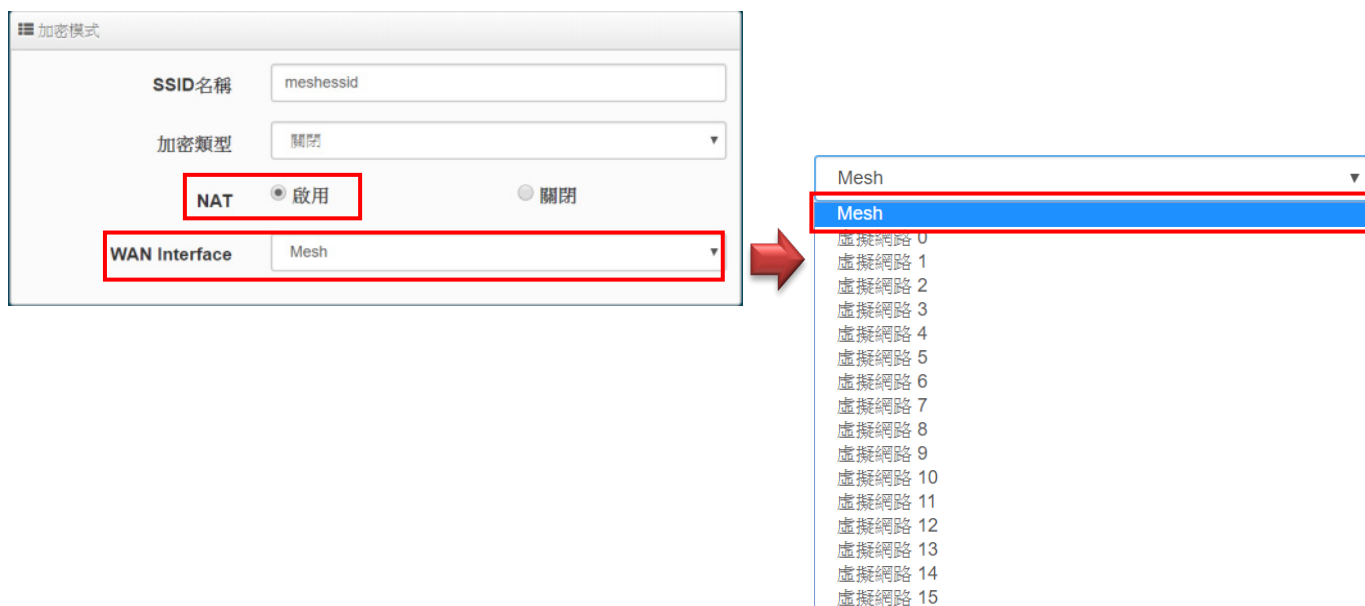 加密模式
SSID名稱 meshessid
加密類型 關閉
NAT 啟用 關閉
WAN Interface Mesh
Mesh
Mesh
虛擬網路 0
虛擬網路 1
虛擬網路 2
虛擬網路 3
虛擬網路 4
虛擬網路 5
虛擬網路 6
虛擬網路 7
虛擬網路 8
虛擬網路 9
虛擬網路 10
虛擬網路 11
虛擬網路 12
虛擬網路 13
虛擬網路 14
虛擬網路 15